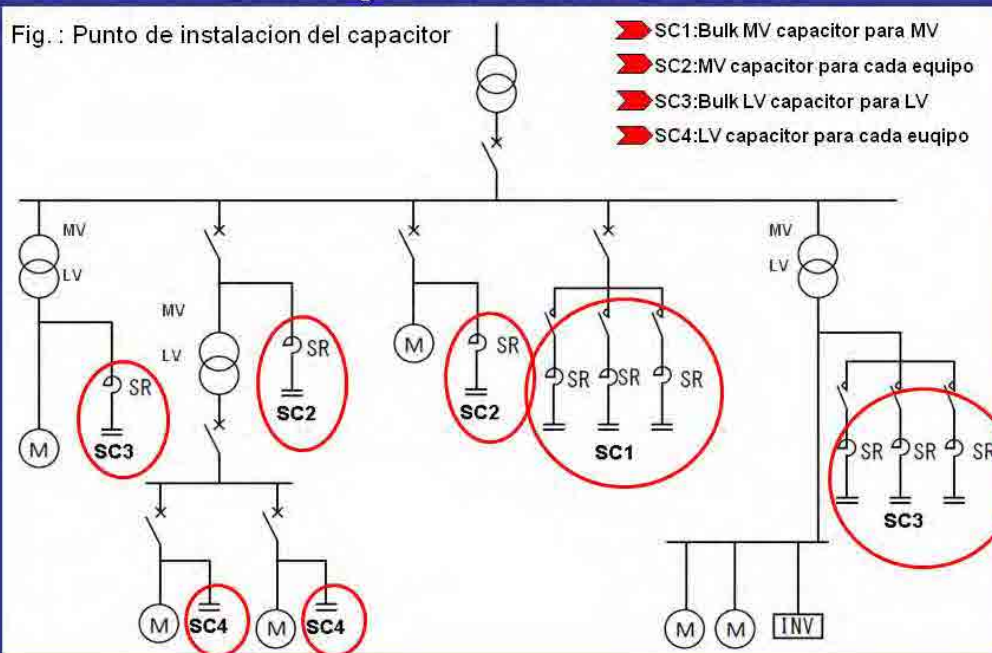 Fig. : Punto de instalacion del capacitor
SC1:Bulk MV capacitor para MV
SC2:MV capacitor para cada equipo
SC3:Bulk LV capacitor para LV
SC4:LV capacitor para cada euqipo
MV
LV
M
SR
SC3
MV
LV
SR
SC2
M
SC4
M
SC4
M
SR
SC2
SR
SR
SR
SC1
MV
LV
SR
SR
SR
SC3
M
M
INV